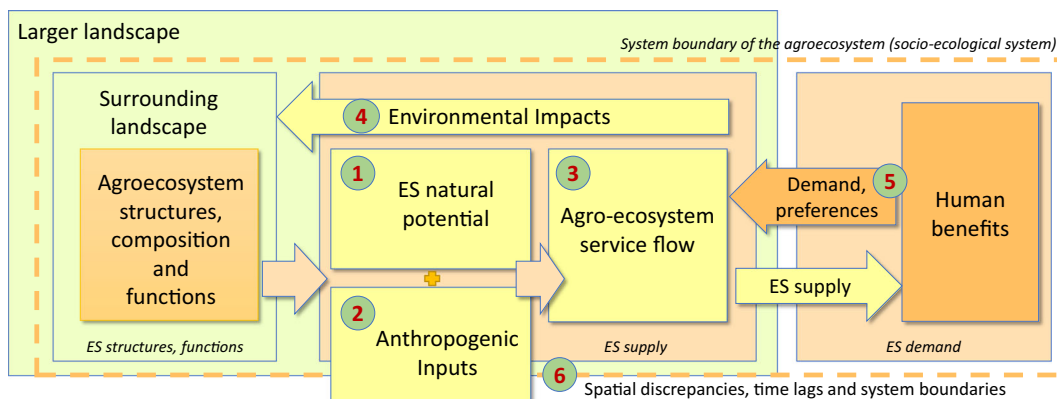 Larger landscape
System boundary of the agroecosystem (socio-ecological system)
Surrounding
landscape
4 Environmental Impacts
Agroecosystem
structures,
composition
and
functions
1
ES natural
potential
2
Anthropogenic
Inputs
3
Agro-ecosystem
service flow
5
Demand,
preferences
Human
benefits
ES supply
ES structures, functions
ES supply
ES demand
6
Spatial discrepancies, time lags and system boundaries